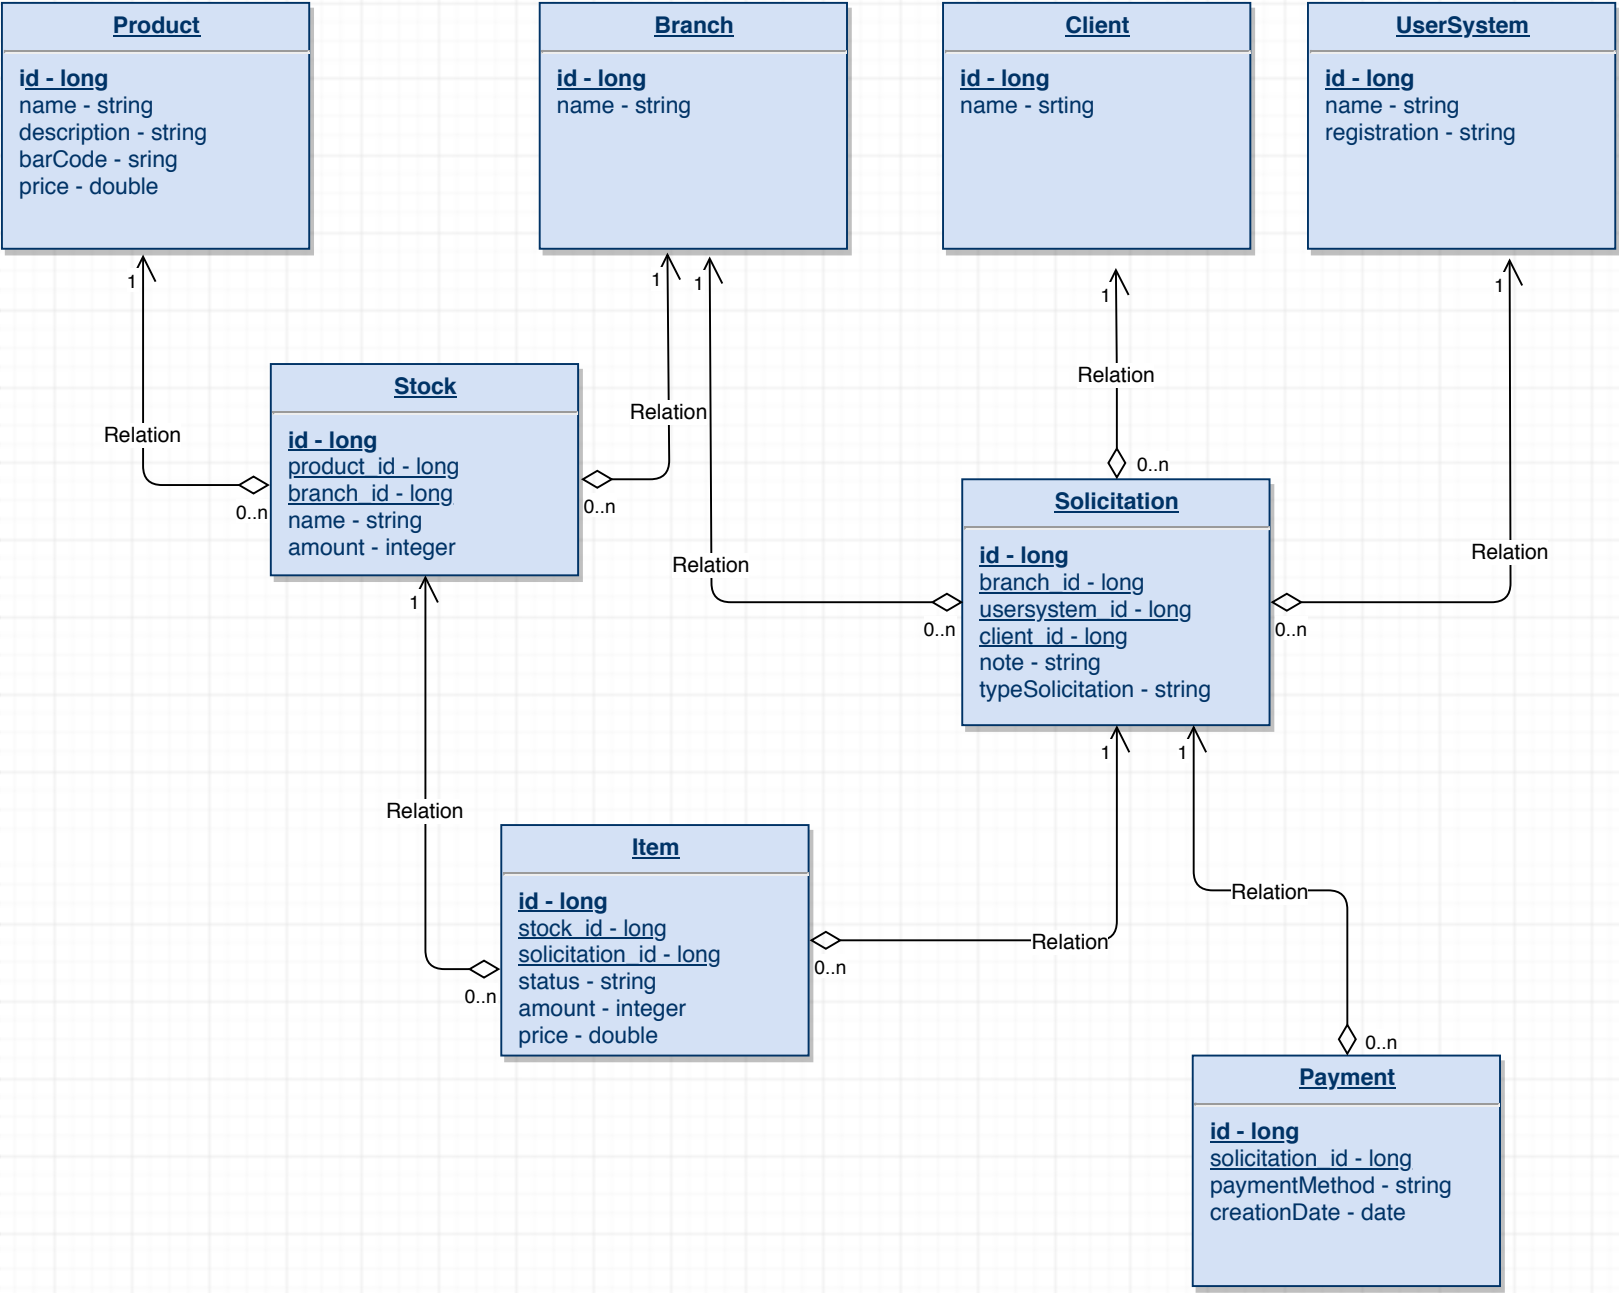 Product
id - long
name - string
description - string
barCode - sring
price - double
Branch
id - long
name - string
Client
id - long
name - srting
UserSystem
id - long
name - string
registration - string
1
1
1
1
1
Relation
Relation
Relation
Relation
Relation
0..n
0..n
0..n
0..n
0..n
Stock
id - long
product_id - long
branch_id - long
name - string
amount - integer
Solicitation
id - long
branch_id - long
usersystem_id - long
client_id - long
note - string
typeSolicitation - string
1
1
1
Relation
Relation
Relation
0..n
0..n
0..n
Item
id - long
stock_id - long
solicitation_id - long
status - string
amount - integer
price - double
Payment
id - long
solicitation_id - long
paymentMethod - string
creationDate - date